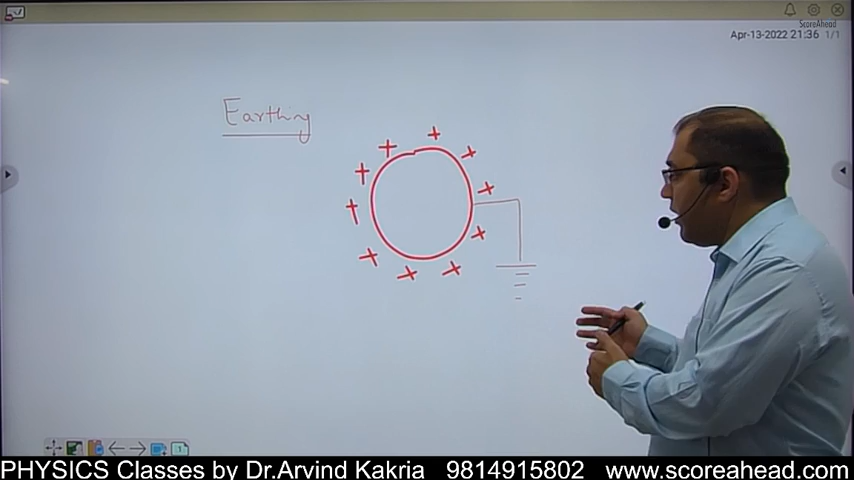 ScoreAhead
Apr-13-2022 21:36 1/1
Earthing
+ + + + + + + + + + +
1
PHYSICS Classes by Dr.Arvind Kakria 9814915802 www.scoreahead.com